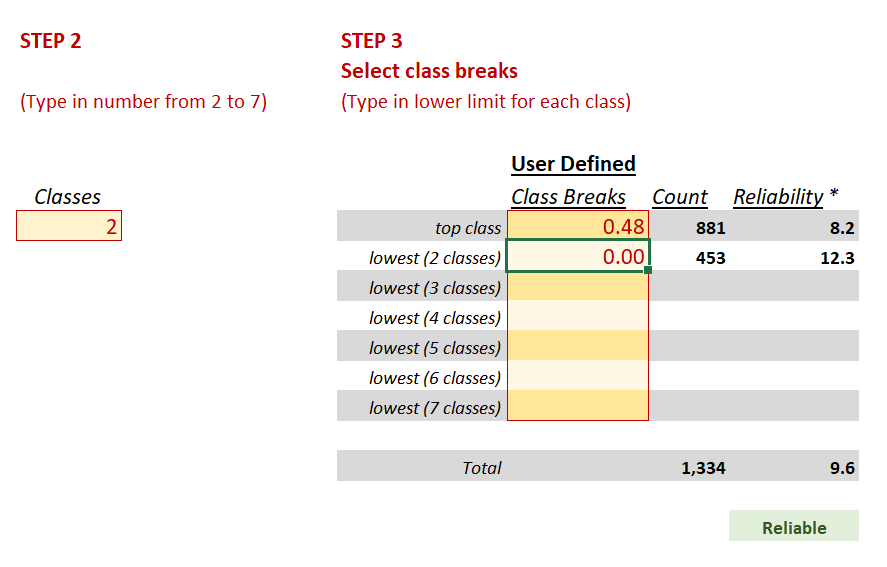 STEP 2
STEP 3
Select class breaks
(Type in number from 2 to 7)
(Type in lower limit for each class)
User Defined
Classes
Class Breaks Count Reliability *
2
top class 0.48 881 8.2
lowest (2 classes) 0.00 453 12.3
lowest (3 classes)
lowest (4 classes)
lowest (5 classes)
lowest (6 classes)
lowest (7 classes)
Total 1,334 9.6
Reliable